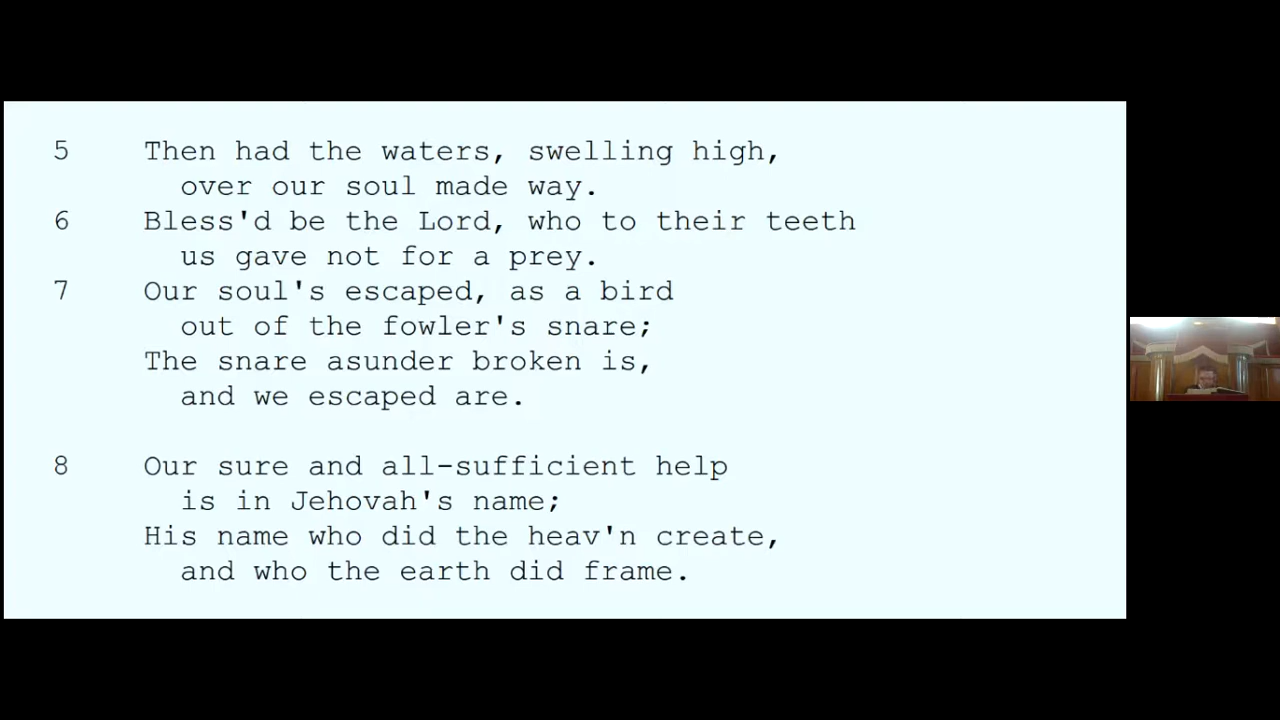 5 Then had the waters, swelling high,
over our soul made way.
6 Bless'd be the Lord, who to their teeth
us gave not for a prey.
7 Our soul's escaped, as a bird
out of the fowler's snare;
The snare asunder broken is,
and we escaped are.
8 Our sure and all-sufficient help
is in Jehovah's name;
His name who did the heav'n create,
and who the earth did frame.